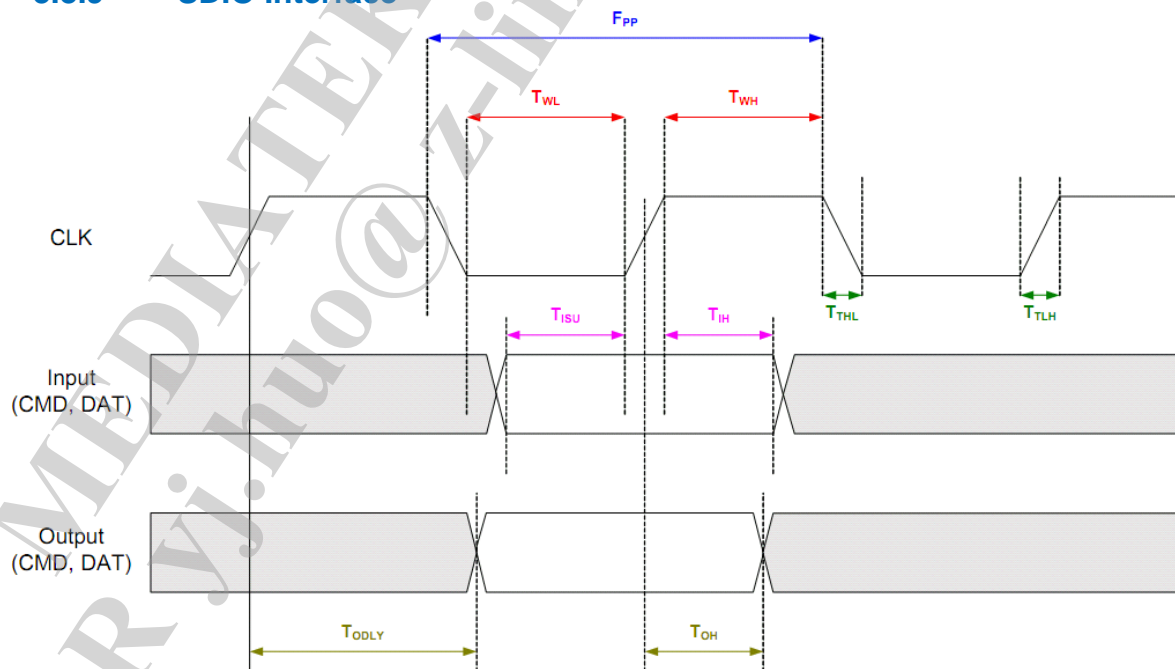 SDIO Interface
FPP
TWL TWH
CLK
TTHL TTLH
TISU TIH
Input
(CMD, DAT)
Output
(CMD, DAT)
TODLY TOH
MEDIATEK
R yj.huo@ z-lin